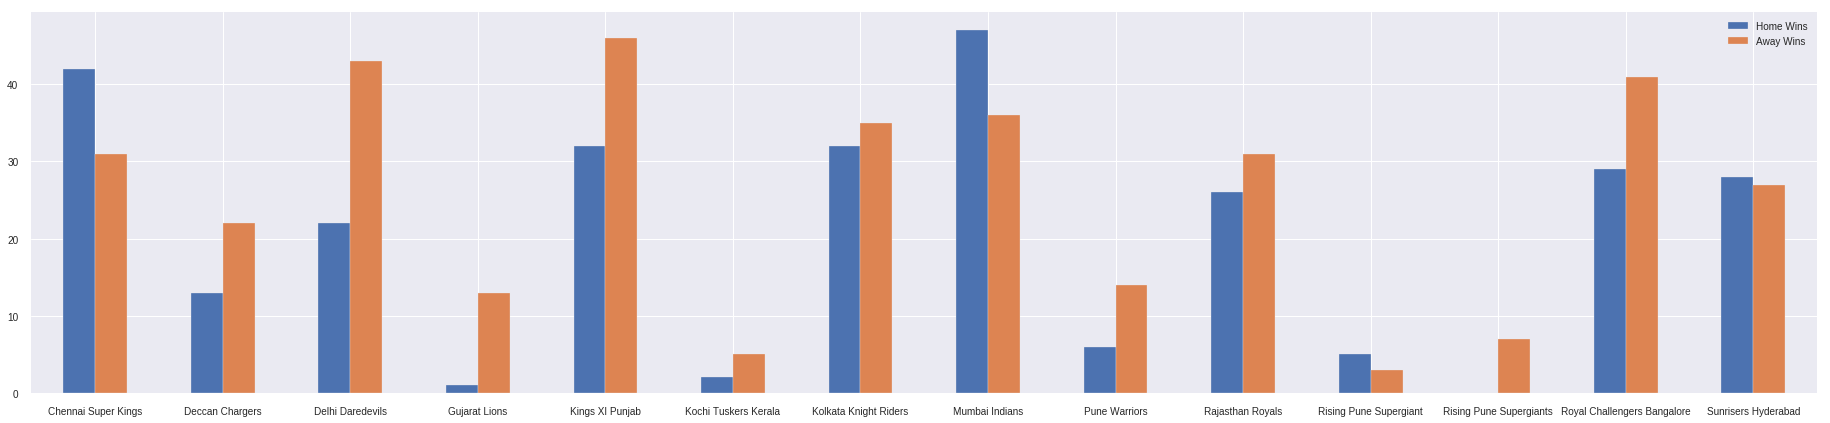 Home Wins
Away Wins
40
30
20
10
0
Chennai Super Kings
Deccan Chargers
Delhi Daredevils
Gujarat Lions
Kings XI Punjab
Kochi Tuskers Kerala
Kolkata Knight Riders
Mumbai Indians
Pune Warriors
Rajasthan Royals
Rising Pune Supergiant
Rising Pune Supergiants
Royal Challengers Bangalore
Sunrisers Hyderabad